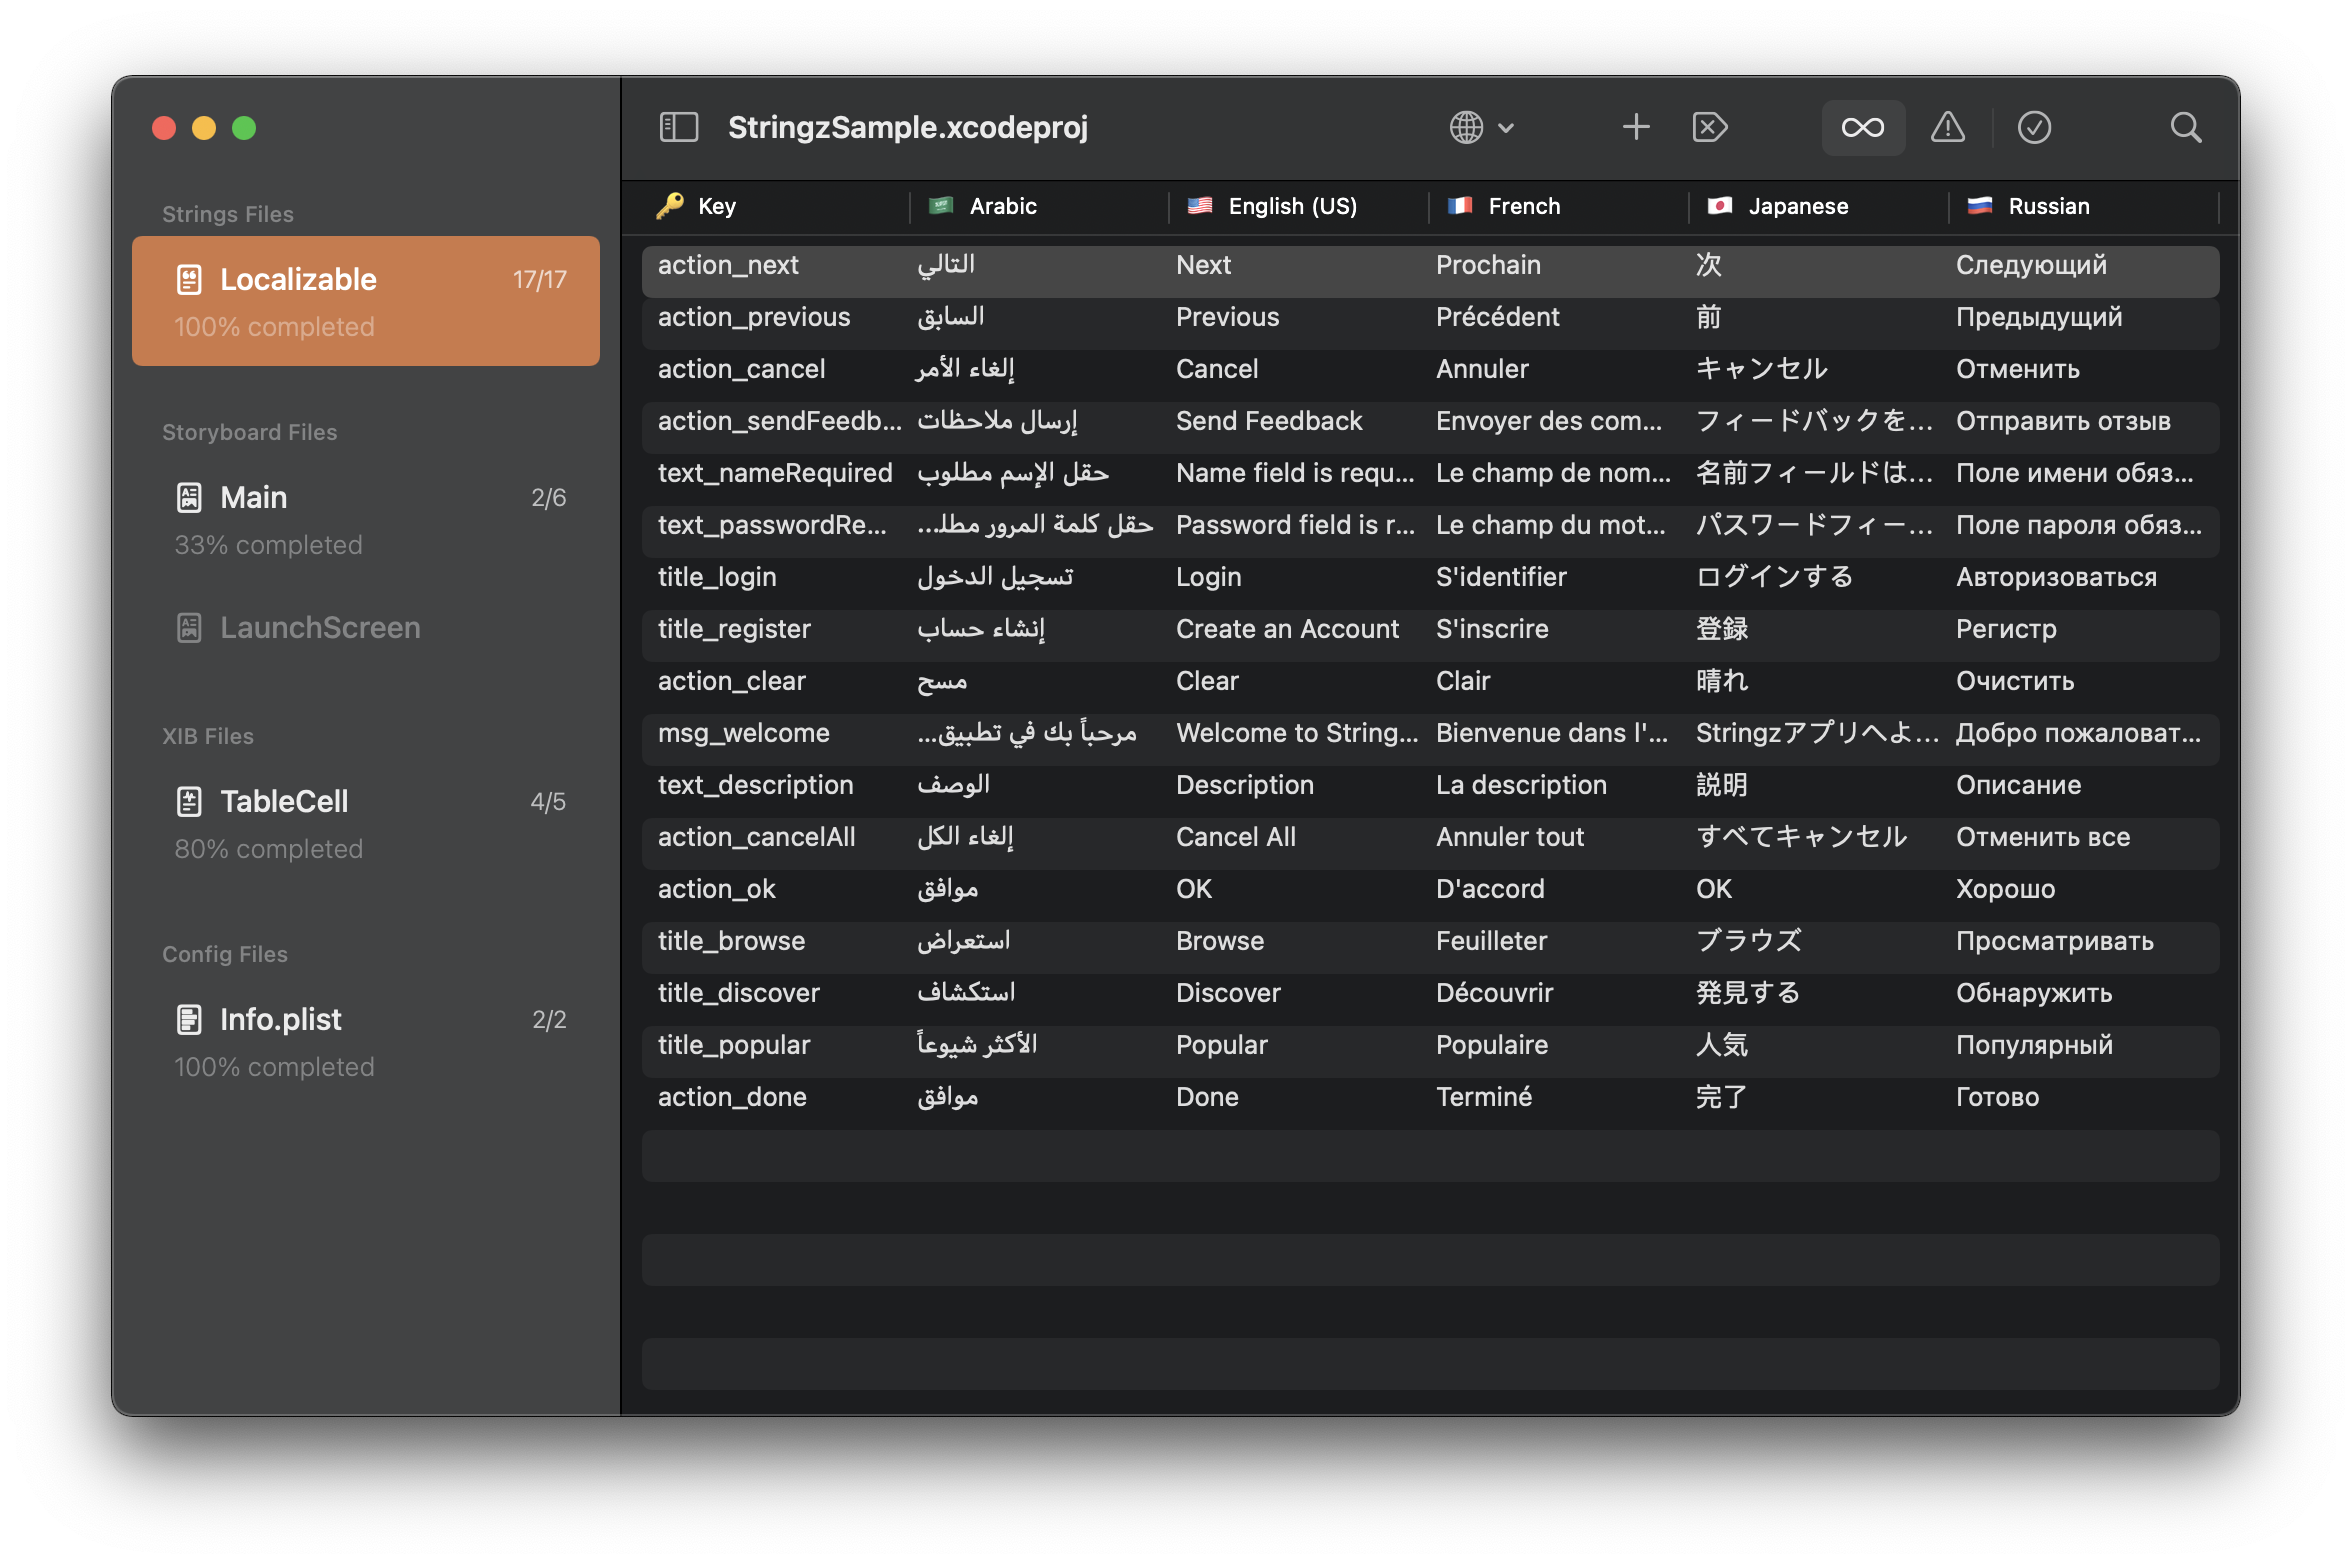 StringzSample.xcodeproj
Strings Files
Localizable 17/17
100% completed
Storyboard Files
Main 2/6
33% completed
LaunchScreen
XIB Files
TableCell 4/5
80% completed
Config Files
Info.plist 2/2
100% completed
Key Arabic English (US) French Japanese Russian
action_next التالي Next Prochain 次 Следующий
action_previous السابق Previous Précédent 前 Предыдущий
action_cancel إلغاء الأمر Cancel Annuler キャンセル Отменить
action_sendFeedb... إرسال ملاحظات Send Feedback Envoyer des com... フィードバックを... Отправить отзыв
text_nameRequired حقل الإسم مطلوب Name field is requ... Le champ de nom... 名前フィールドは... Поле имени обяз...
text_passwordRe... حقل كلمة المرور مطلـ... Password field is r... Le champ du mot... パスワードフィー... Поле пароля обяз...
title_login تسجيل الدخول Login S'identifier ログインする Авторизоваться
title_register إنشاء حساب Create an Account S'inscrire 登録 Регистр
action_clear مسح Clear Clair 晴れ Очистить
msg_welcome مرحباً بك في تطبيق... Welcome to String... Bienvenue dans l'... Stringzアプリへよ... Добро пожаловат...
text_description الوصف Description La description 説明 Описание
action_cancelAll إلغاء الكل Cancel All Annuler tout すべてキャンセル Отменить все
action_ok موافق OK D'accord OK Хорошо
title_browse استعراض Browse Feuilleter ブラウズ Просматривать
title_discover استكشاف Discover Découvrir 発見する Обнаружить
title_popular الأكثر شيوعاً Popular Populaire 人気 Популярный
action_done موافق Done Terminé 完了 Готово